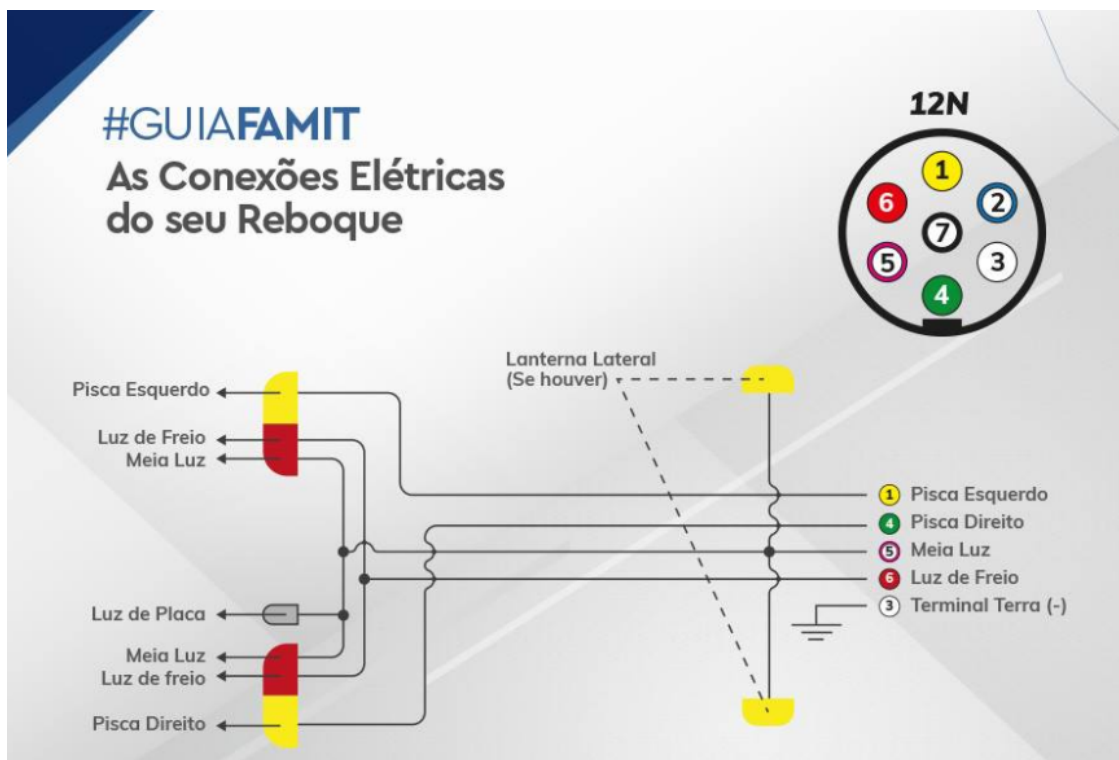 #GUIAFAMIT
As Conexões Elétricas
do seu Reboque
12N
1
6
2
7
5
3
4
Lanterna Lateral
(Se houver)
Pisca Esquerdo
Luz de Freio
Meia Luz
Luz de Placa
Meia Luz
Luz de freio
Pisca Direito
1 Pisca Esquerdo
4 Pisca Direito
5 Meia Luz
6 Luz de Freio
3 Terminal Terra (-)